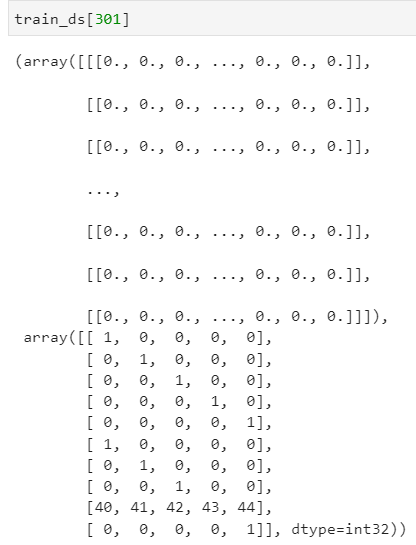 train_ds[301]
(array([[[0., 0., 0., ..., 0., 0., 0.]],
[[0., 0., 0., ..., 0., 0., 0.]],
[[0., 0., 0., ..., 0., 0., 0.]],
...,
[[0., 0., 0., ..., 0., 0., 0.]],
[[0., 0., 0., ..., 0., 0., 0.]],
[[0., 0., 0., ..., 0., 0., 0.]]]),
array([[ 1, 0, 0, 0, 0],
[ 0, 1, 0, 0, 0],
[ 0, 0, 1, 0, 0],
[ 0, 0, 0, 1, 0],
[ 0, 0, 0, 0, 1],
[ 1, 0, 0, 0, 0],
[ 0, 1, 0, 0, 0],
[ 0, 0, 1, 0, 0],
[40, 41, 42, 43, 44],
[ 0, 0, 0, 0, 1]], dtype=int32))